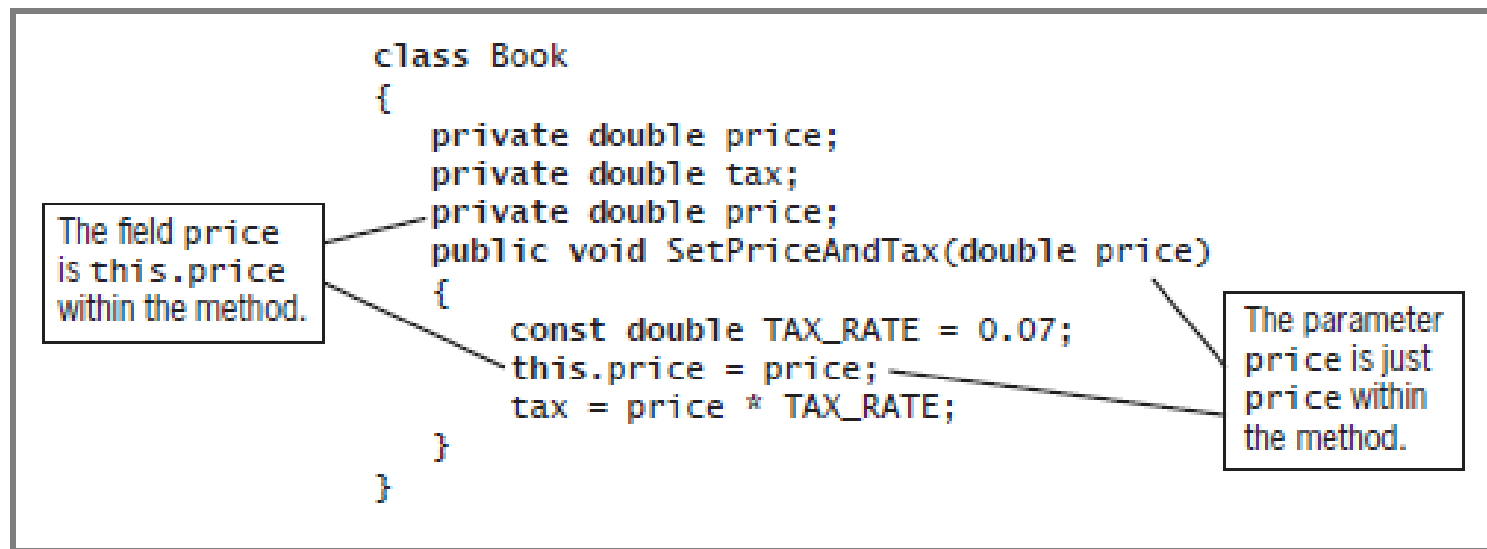 class Book
{
private double price;
private double tax;
private double price;
public void SetPriceAndTax(double price)
{
const double TAX_RATE = 0.07;
this.price = price;
tax = price * TAX_RATE;
}
}
The field price
is this.price
within the method.
The parameter
price is just
price within
the method.